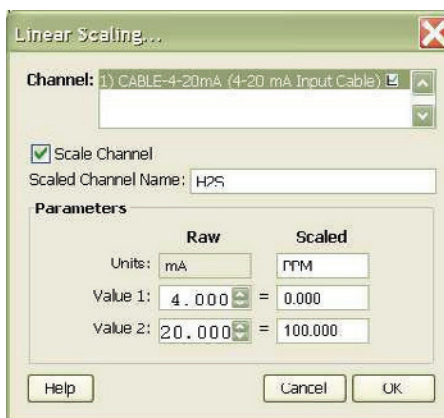 Linear Scaling...
Channel: 1) CABLE-4-20mA (4-20 mA Input Cable)
Scale Channel
Scaled Channel Name: H2S
Parameters
Raw Scaled
Units: mA PPM
Value 1: 4.000 = 0.000
Value 2: 20.000 = 100.000
Help Cancel OK